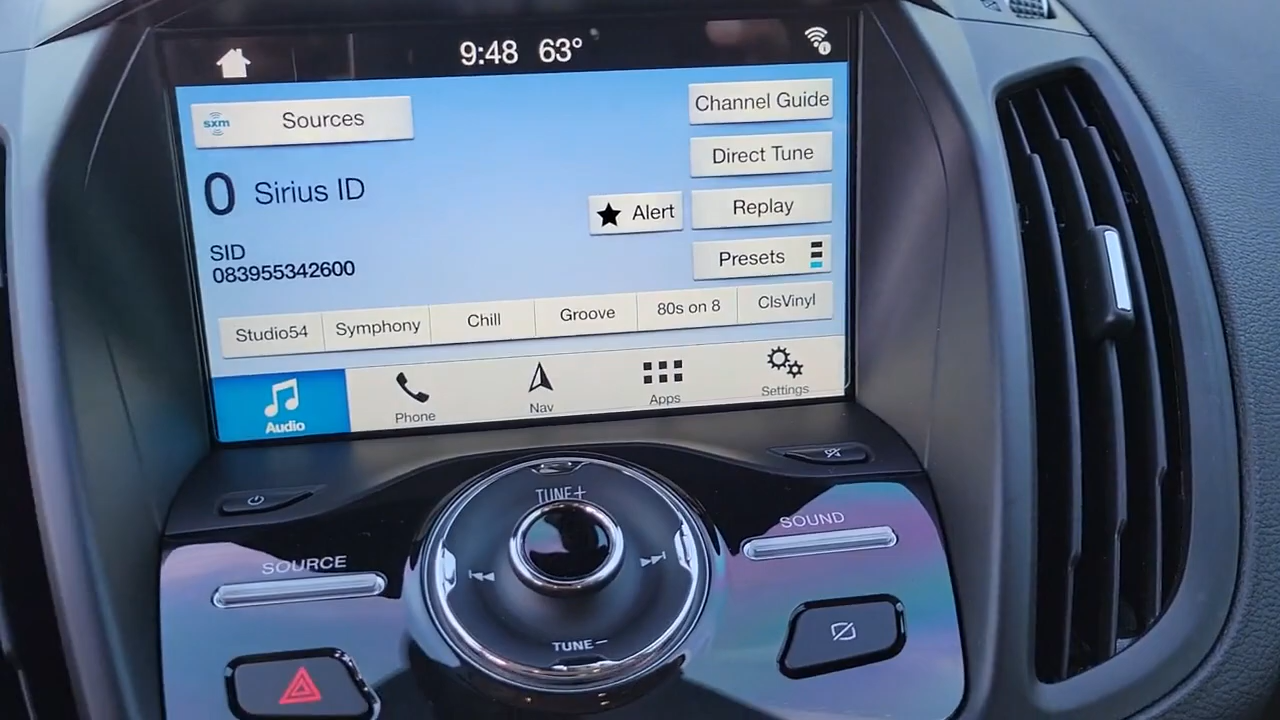 9:48 63°
sxm Sources
Channel Guide
Direct Tune
0 Sirius ID
Alert
Replay
SID
083955342600
Presets
Studio54 Symphony Chill Groove 80s on 8 ClsVinyl
Audio Phone Nav Apps Settings
TUNE+
SOUND
SOURCE
TUNE−